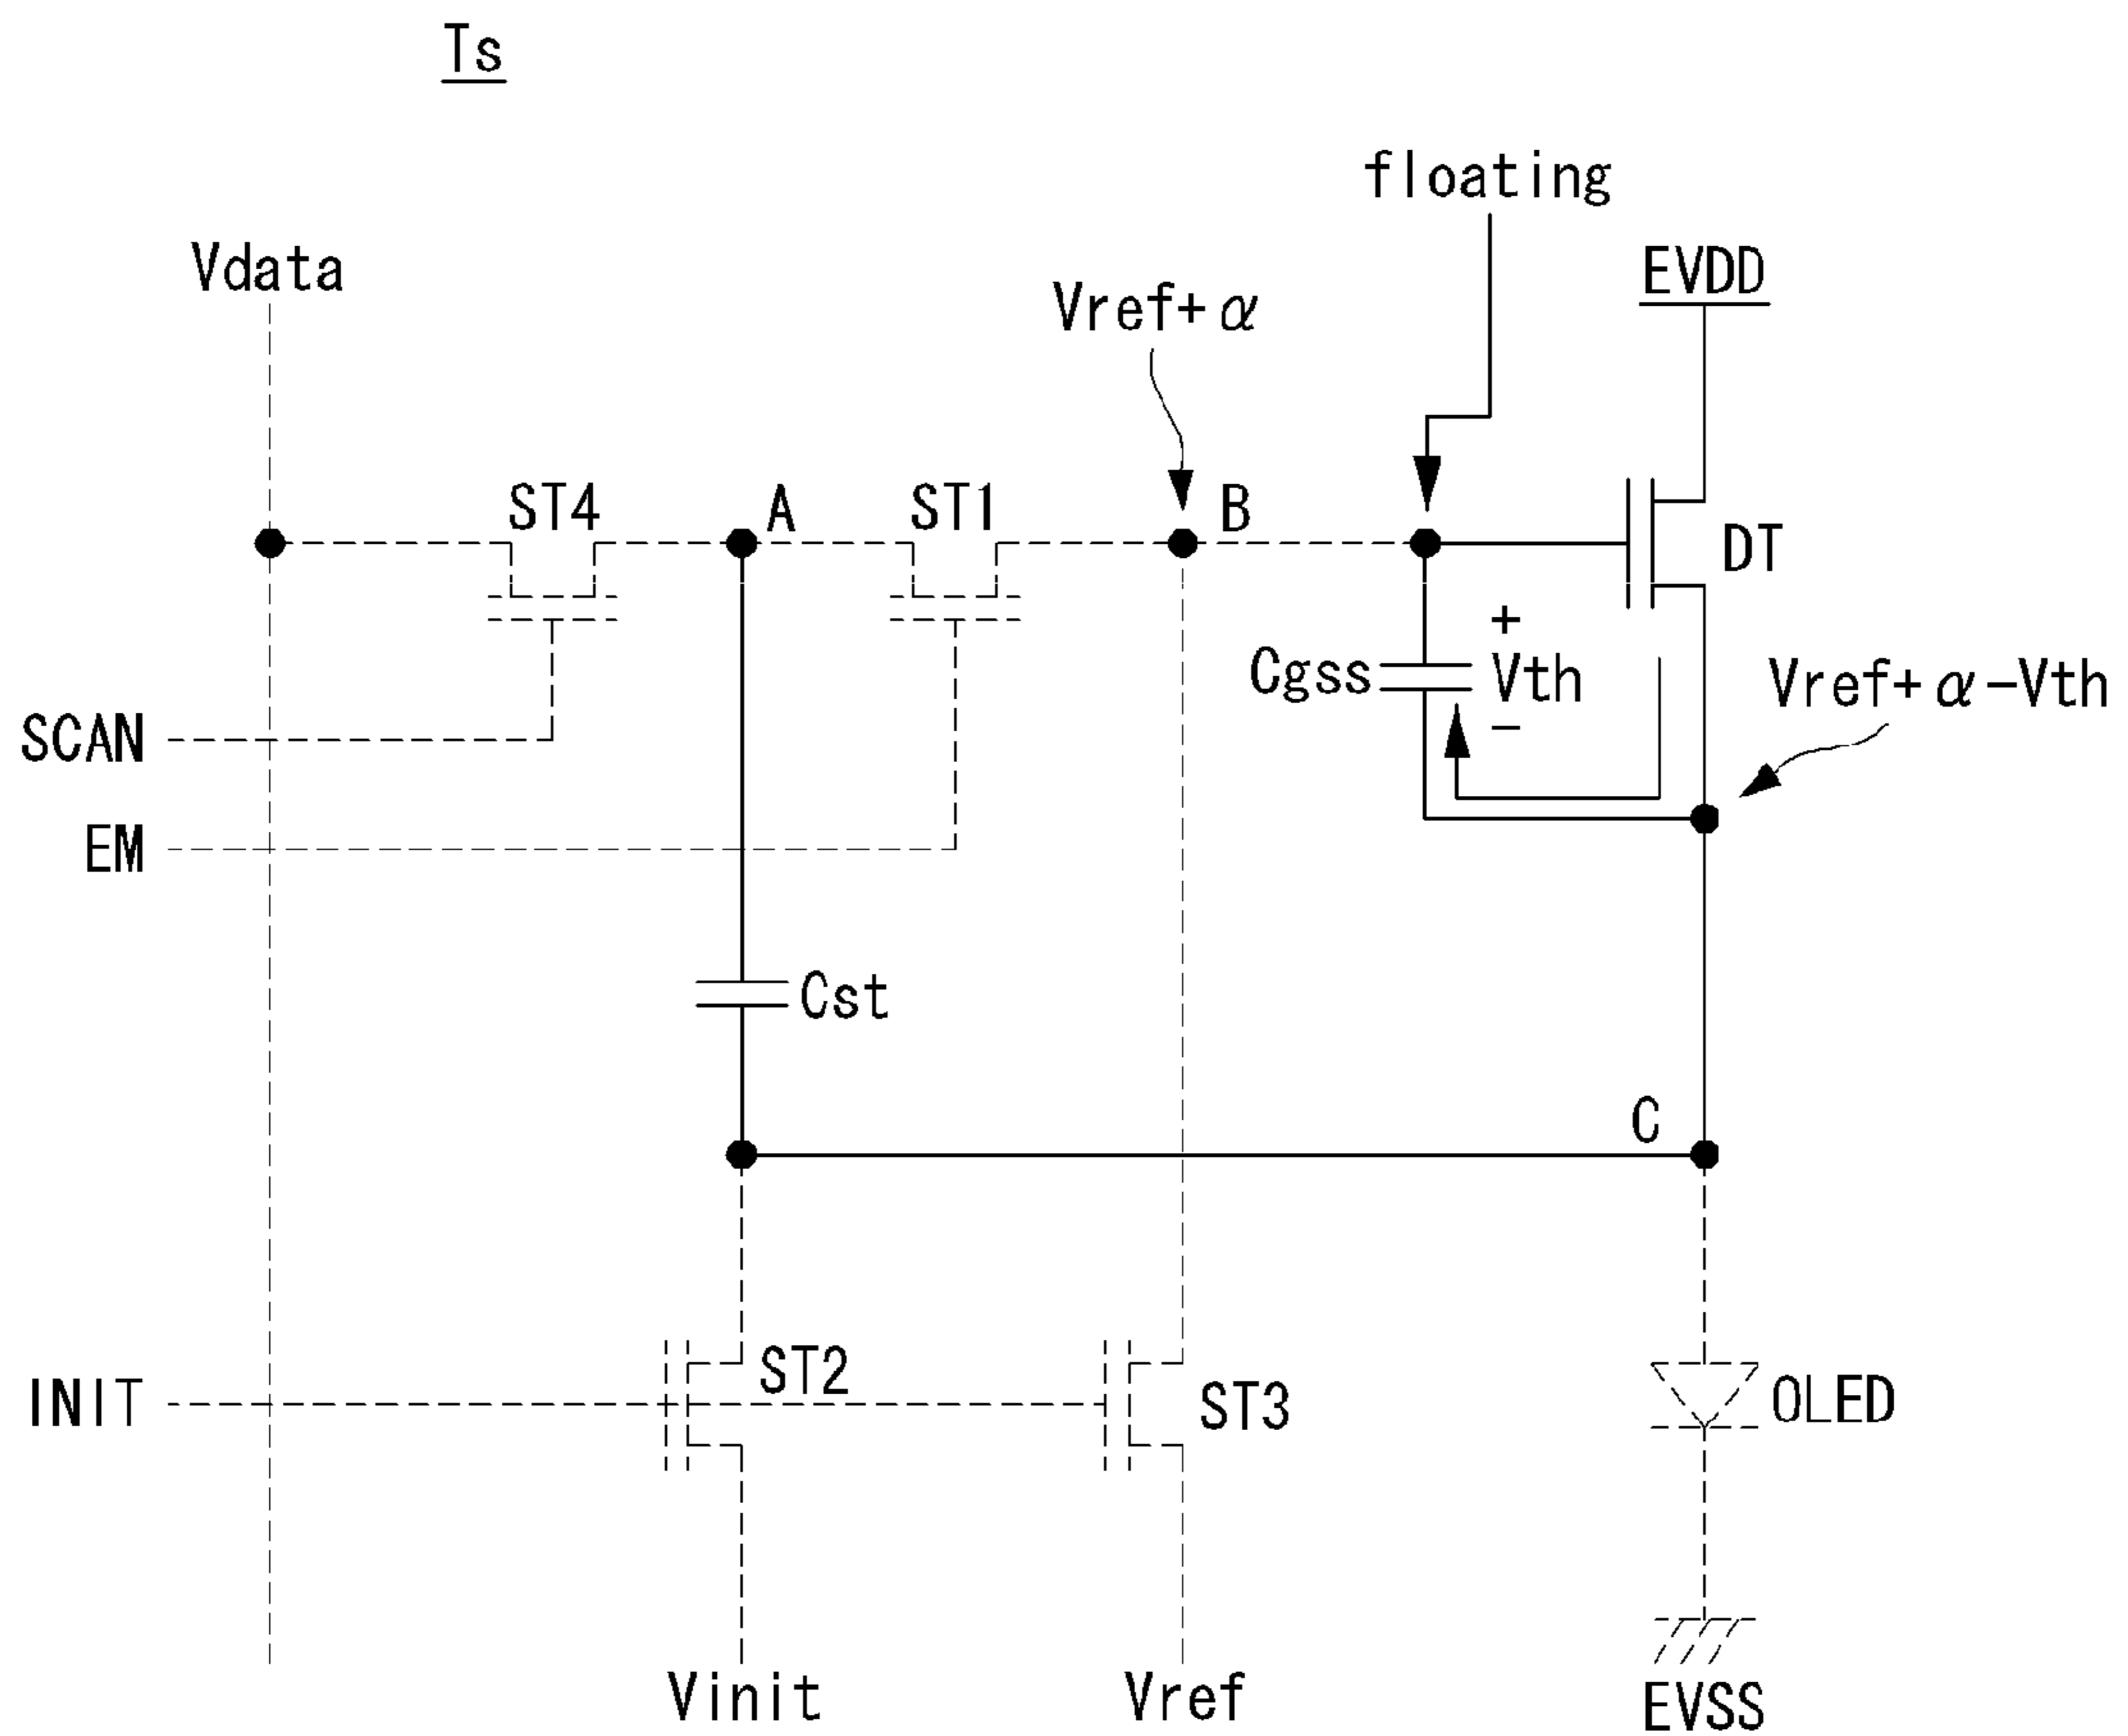 Ts
floating
Vdata
EVDD
Vref+α
ST4
A
ST1
B
DT
+
Cgss
Vth
Vref+α-Vth
−
SCAN
EM
Cst
C
INIT
ST2
ST3
OLED
Vinit
Vref
EVSS